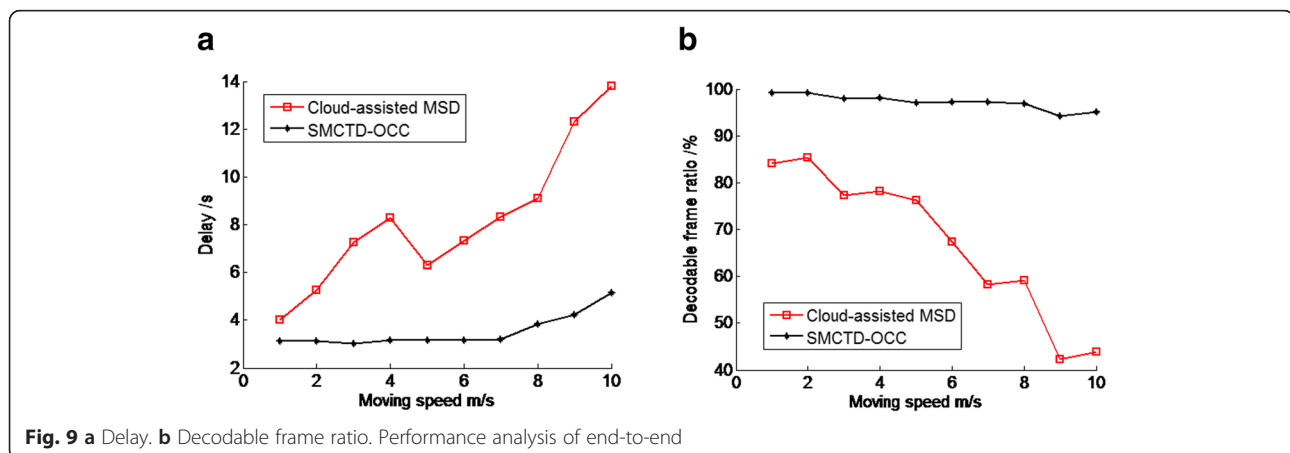 a
14
12
10
8
6
4
2
0 2 4 6 8 10
Delay /s
Moving speed m/s
Cloud-assisted MSD
SMCTD-OCC
b
100
90
80
70
60
50
40
0 2 4 6 8 10
Decodable frame ratio /%
Moving speed m/s
Cloud-assisted MSD
SMCTD-OCC
Fig. 9 a Delay. b Decodable frame ratio. Performance analysis of end-to-end